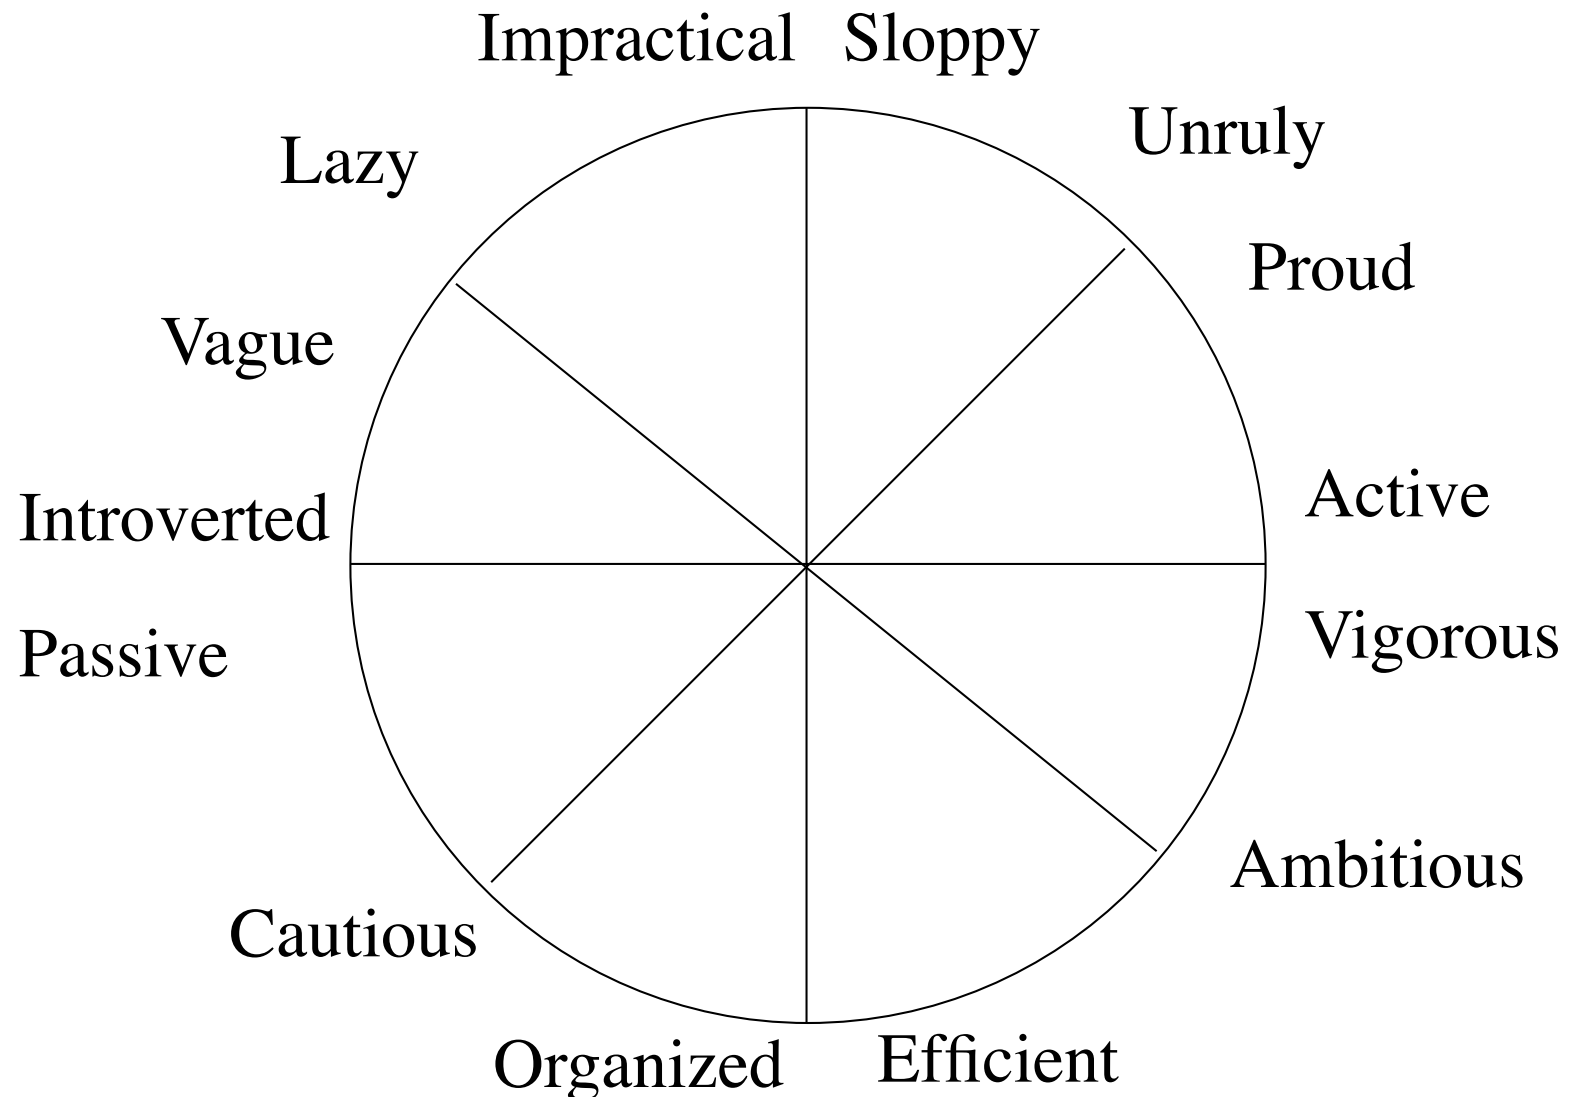 Impractical Sloppy
Unruly
Lazy
Proud
Vague
Active
Introverted
Vigorous
Passive
Ambitious
Cautious
Organized Efficient